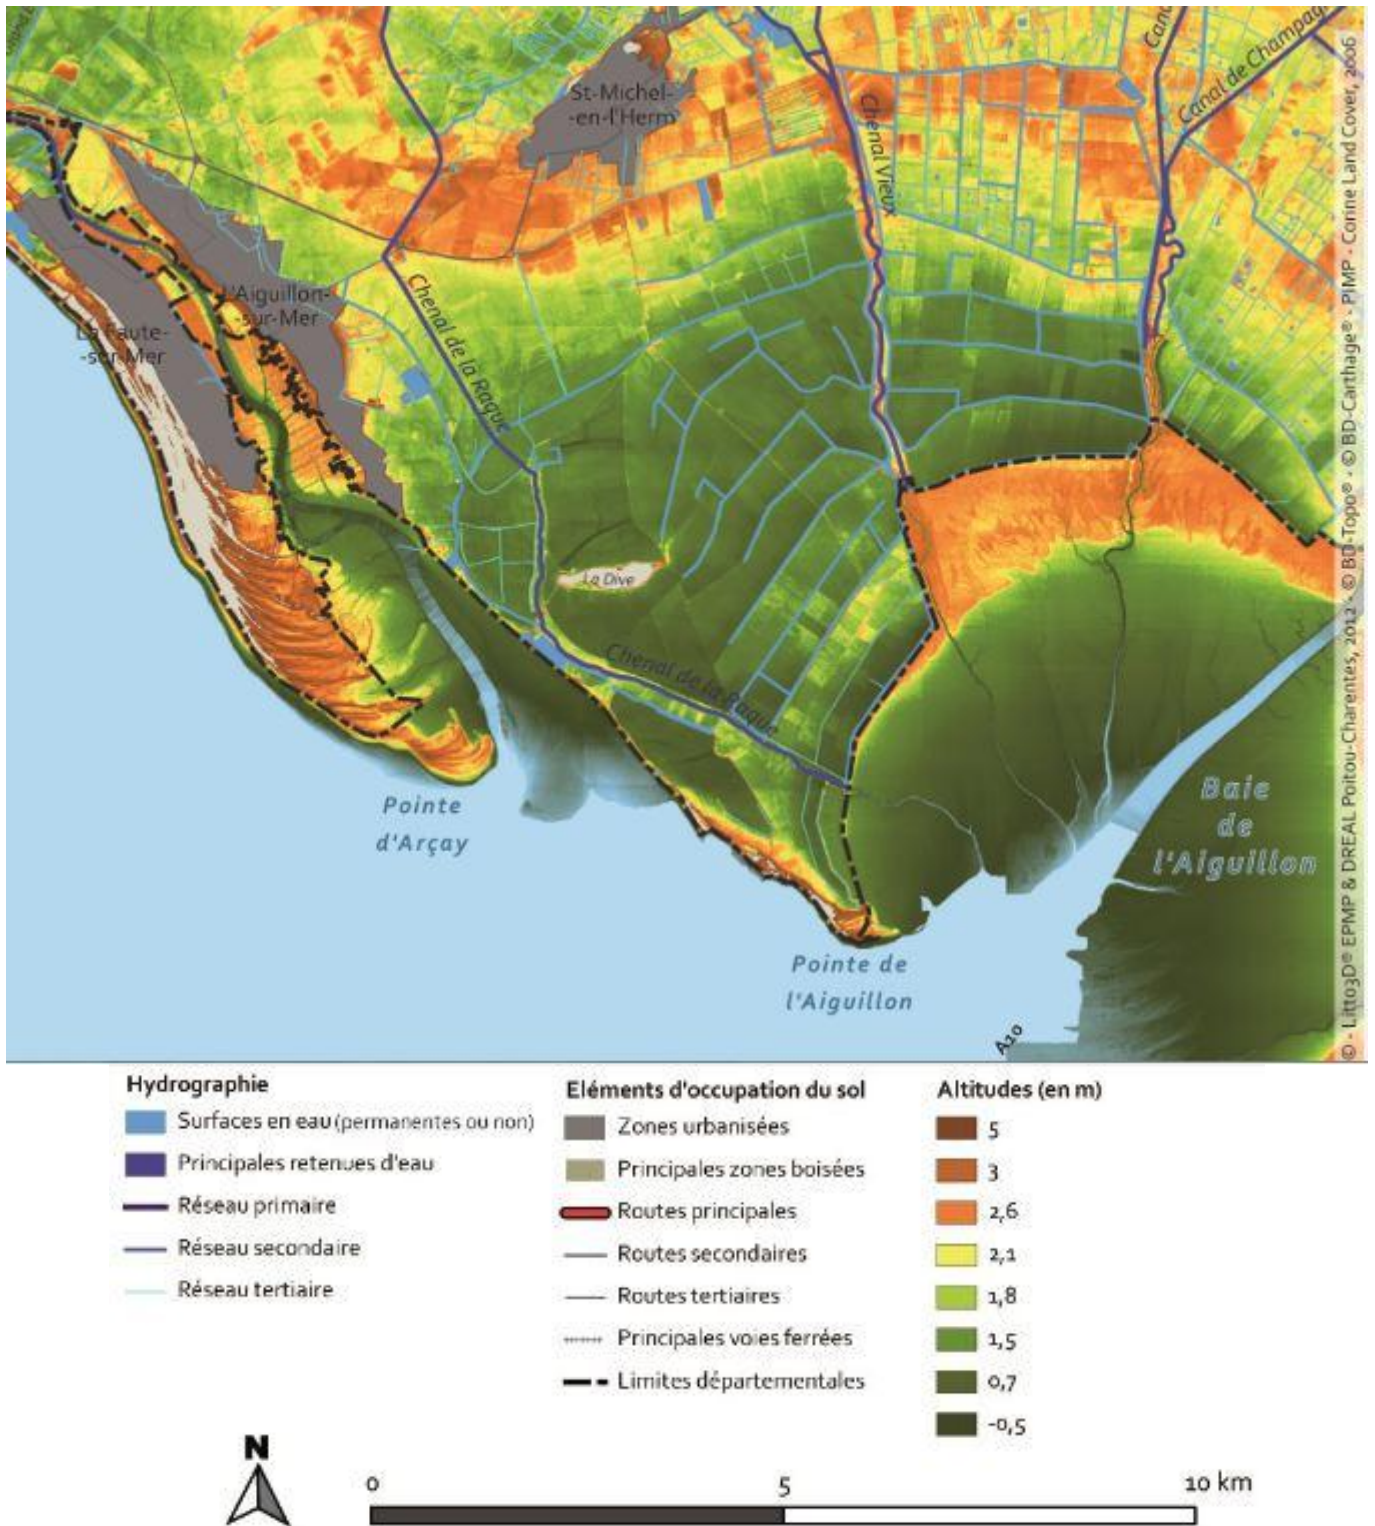 St-Michel-
-en-l'Herm
Chenal Vieux
Canal de Champag
Cana
L'Aiguillon-
-sur-Mer
La Faute-
-sur-Mer
Chenal de la Raque
La Dive
Chenal de la Raque
Pointe
d'Arçay
Baie
de
l'Aiguillon
Pointe de
l'Aiguillon
A10
© - Litto3D® EPMP & DREAL Poitou-Charentes, 2012 - © BD-Topo® - © BD-Carthage® - PIMP - Corine Land Cover, 2006
Hydrographie
Surfaces en eau (permanentes ou non)
Principales retenues d'eau
Réseau primaire
Réseau secondaire
Réseau tertiaire
Eléments d'occupation du sol
Zones urbanisées
Principales zones boisées
Routes principales
Routes secondaires
Routes tertiaires
Principales voies ferrées
Limites départementales
Altitudes (en m)
5
3
2,6
2,1
1,8
1,5
0,7
-0,5
N
0 5 10 km